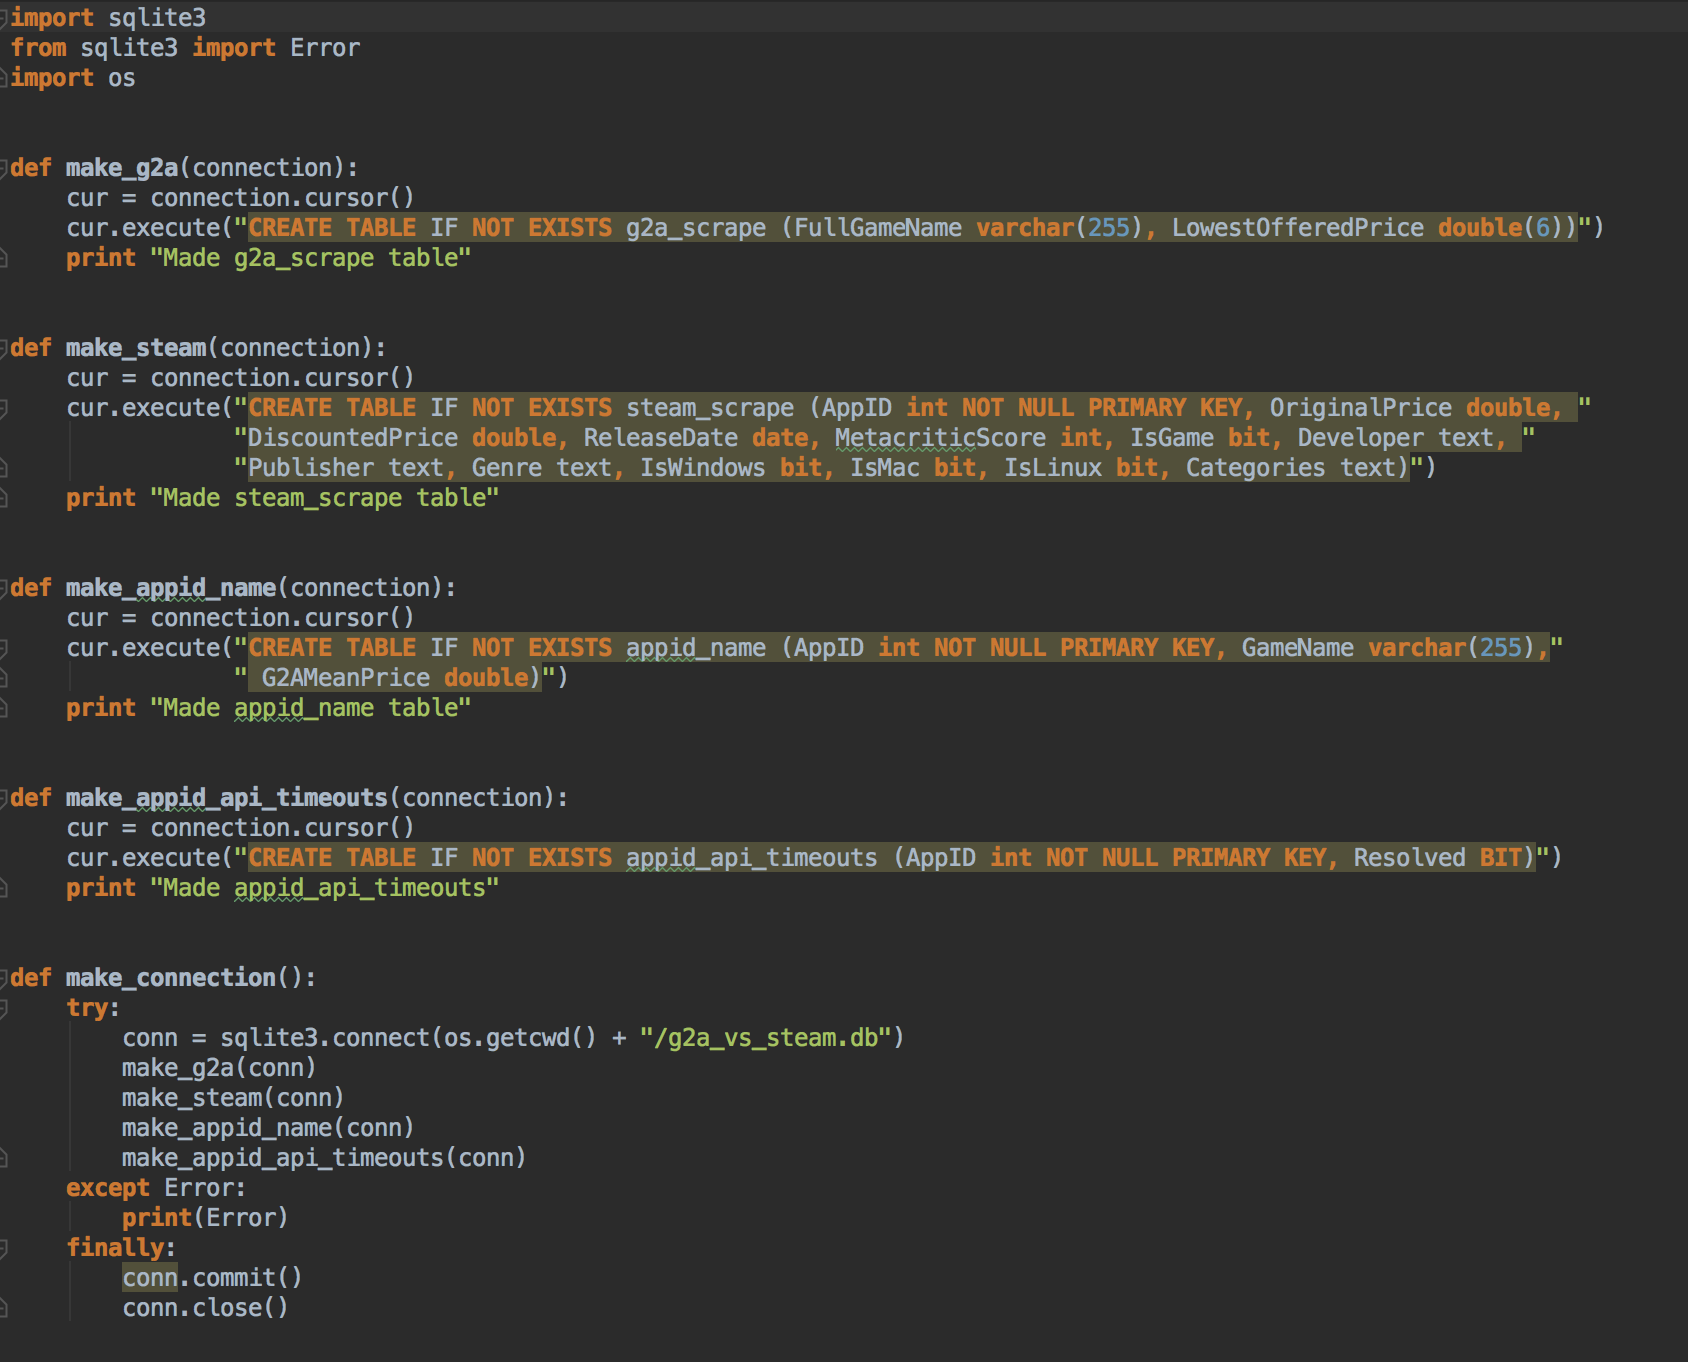 import sqlite3
from sqlite3 import Error
import os
def make_g2a(connection):
    cur = connection.cursor()
    cur.execute("CREATE TABLE IF NOT EXISTS g2a_scrape (FullGameName varchar(255), LowestOfferedPrice double(6))")
    print "Made g2a_scrape table"
def make_steam(connection):
    cur = connection.cursor()
    cur.execute("CREATE TABLE IF NOT EXISTS steam_scrape (AppID int NOT NULL PRIMARY KEY, OriginalPrice double, "
                "DiscountedPrice double, ReleaseDate date, MetacriticScore int, IsGame bit, Developer text, "
                "Publisher text, Genre text, IsWindows bit, IsMac bit, IsLinux bit, Categories text)")
    print "Made steam_scrape table"
def make_appid_name(connection):
    cur = connection.cursor()
    cur.execute("CREATE TABLE IF NOT EXISTS appid_name (AppID int NOT NULL PRIMARY KEY, GameName varchar(255),"
                " G2AMeanPrice double)")
    print "Made appid_name table"
def make_appid_api_timeouts(connection):
    cur = connection.cursor()
    cur.execute("CREATE TABLE IF NOT EXISTS appid_api_timeouts (AppID int NOT NULL PRIMARY KEY, Resolved BIT)")
    print "Made appid_api_timeouts"
def make_connection():
    try:
        conn = sqlite3.connect(os.getcwd() + "/g2a_vs_steam.db")
        make_g2a(conn)
        make_steam(conn)
        make_appid_name(conn)
        make_appid_api_timeouts(conn)
    except Error:
        print(Error)
    finally:
        conn.commit()
        conn.close()